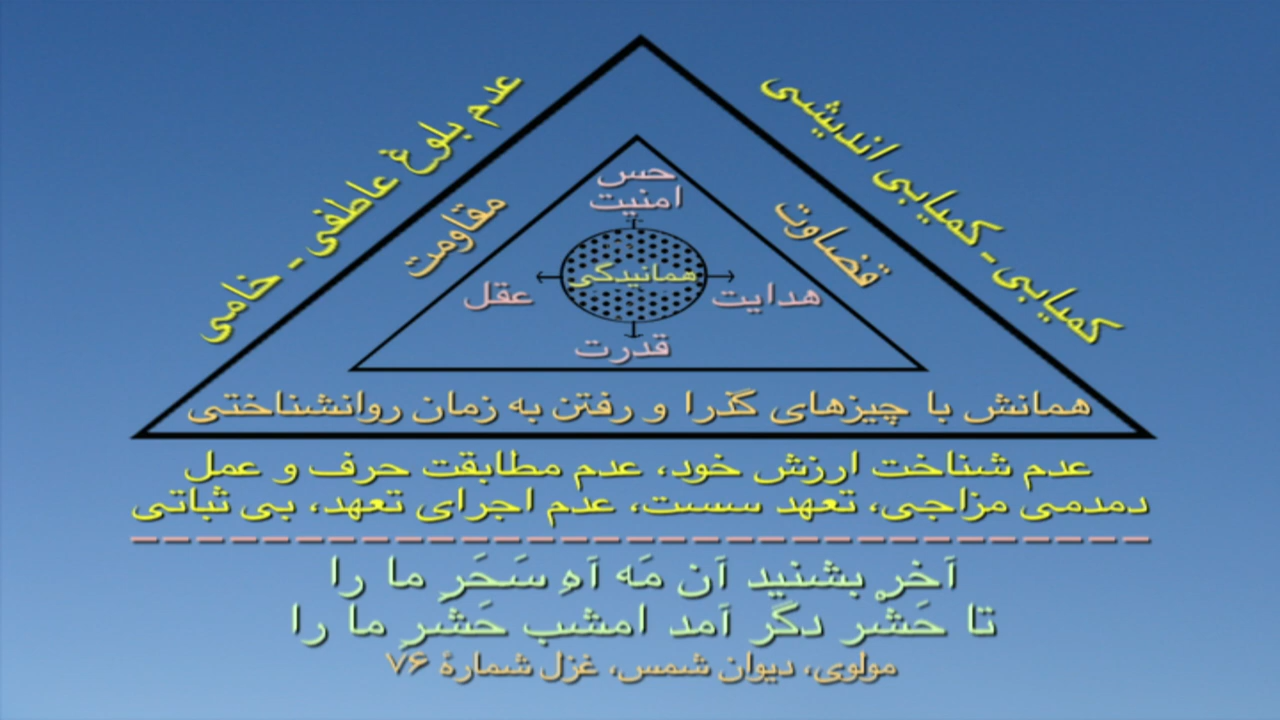 عدم بلوغ عاطفی - خامی
کمیابی - کمیابی اندیشی
مقاومت
قضاوت
حس
امنیت
همانیدگی
عقل
هدایت
قدرت
همانش با چیزهای گذرا و رفتن به زمان روانشناختی
عدم شناخت ارزش خود، عدم مطابقت حرف و عمل
دمدمی مزاجی، تعهد سست، عدم اجرای تعهد، بی ثباتی
آخر بشنید آن مَه آهِ سَحَرِ ما را
تا حَشْرِ دگر آمد امشب حَشَرِ ما را
مولوی، دیوان شمس، غزل شمارهٔ ۷۶